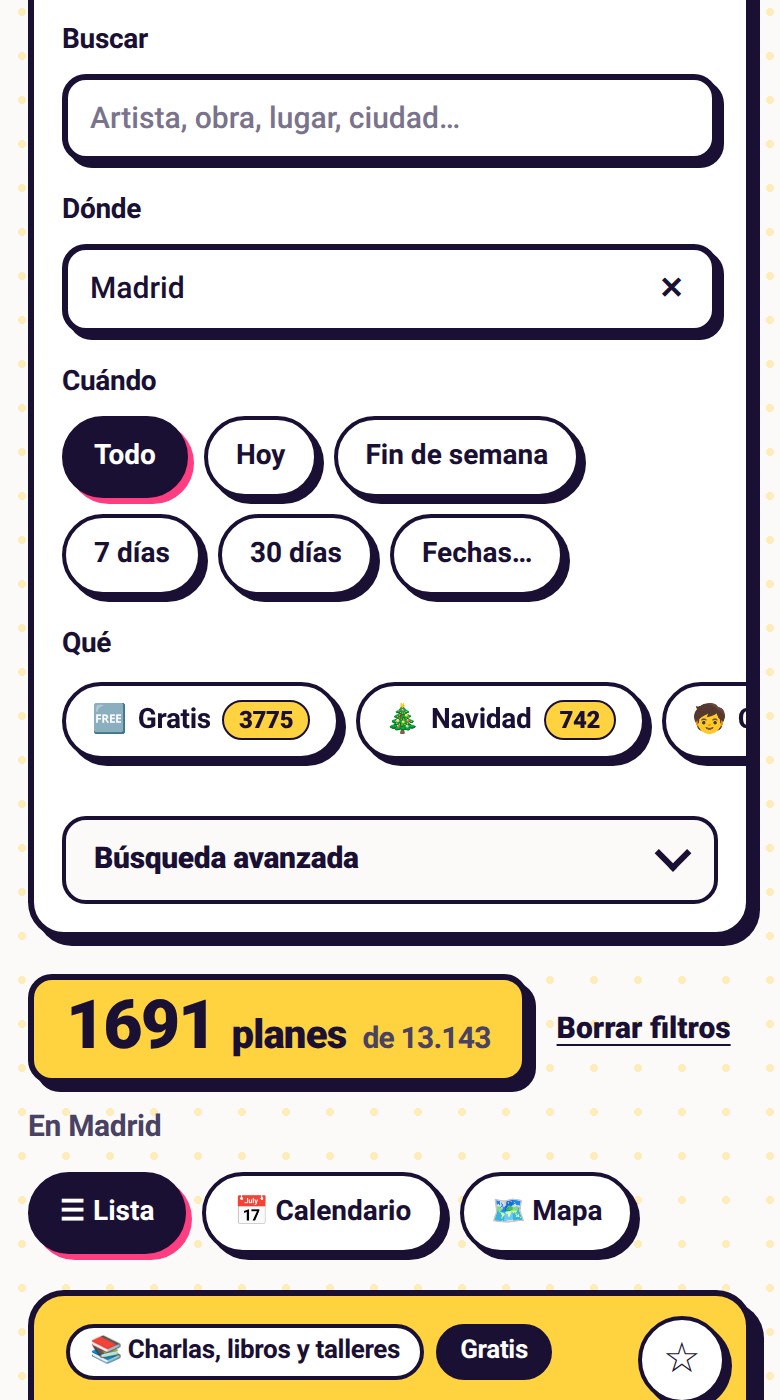 Buscar
Artista, obra, lugar, ciudad…
Dónde
Madrid ✕
Cuándo
Todo Hoy Fin de semana
7 días 30 días Fechas…
Qué
🆓 Gratis 3775 🎄 Navidad 742 🧒
Búsqueda avanzada
1691 planes de 13.143 Borrar filtros
En Madrid
☰ Lista 📅 Calendario 🗺️ Mapa
📚 Charlas, libros y talleres Gratis ☆